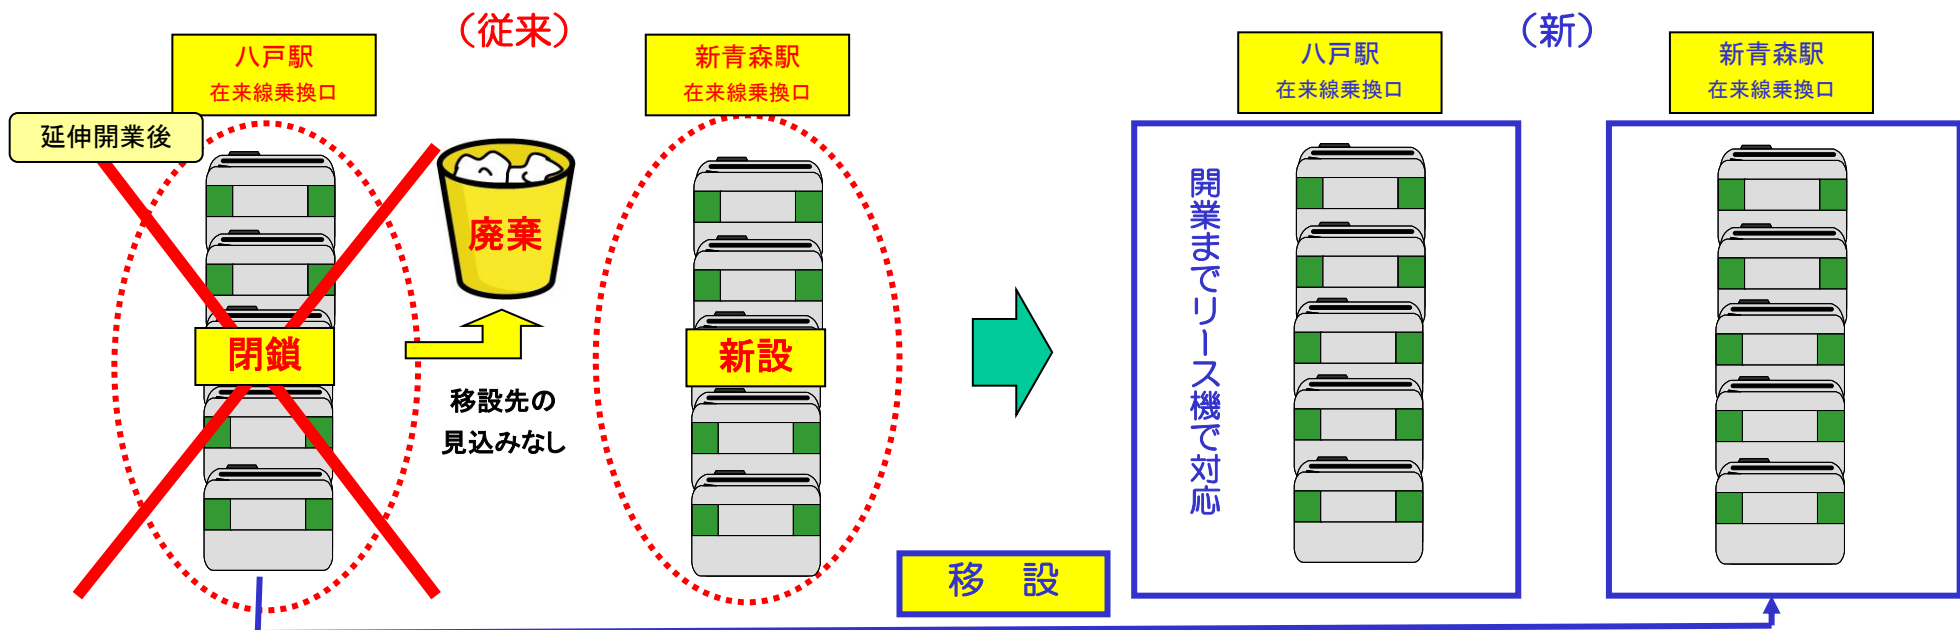 （従来）
八戸駅
在来線乗換口
延伸開業後
閉鎖
廃棄
移設先の
見込みなし
新青森駅
在来線乗換口
新設
（新）
八戸駅
在来線乗換口
開業までリース機で対応
新青森駅
在来線乗換口
移　設